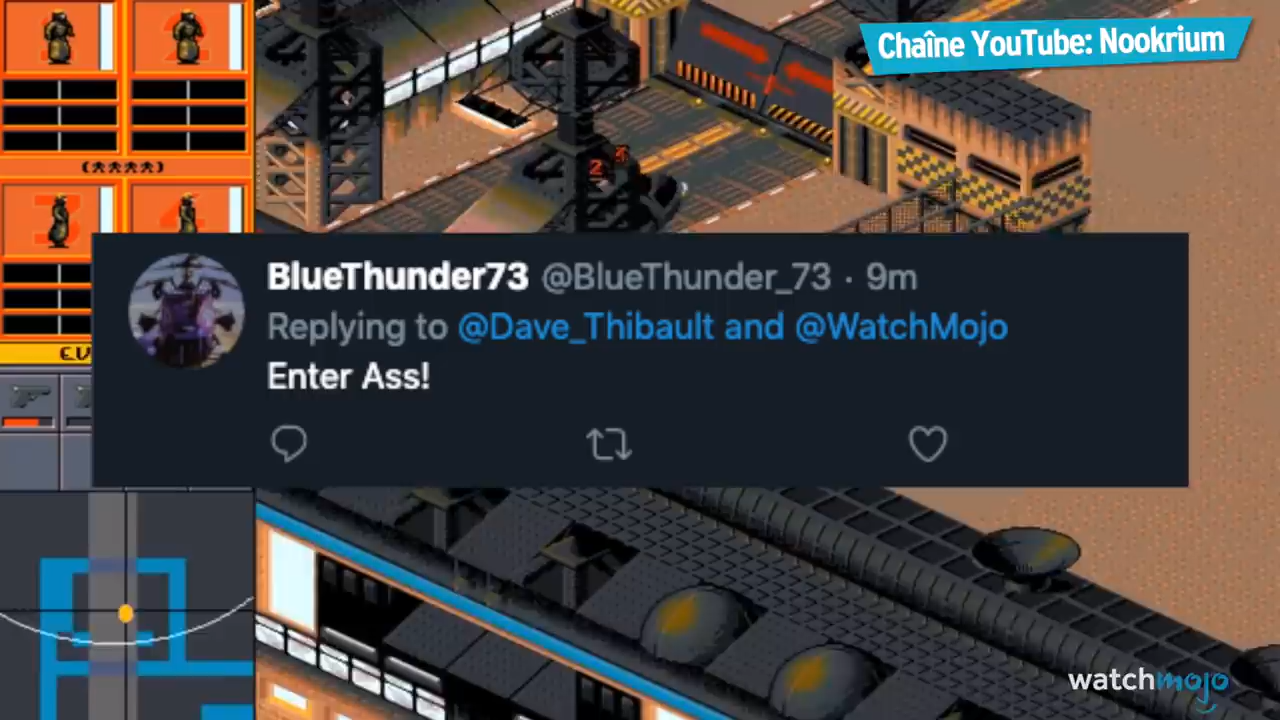 Chaîne YouTube: Nookrium
BlueThunder73 @BlueThunder_73 · 9m
Replying to @Dave_Thibault and @WatchMojo
Enter Ass!
watchmojo